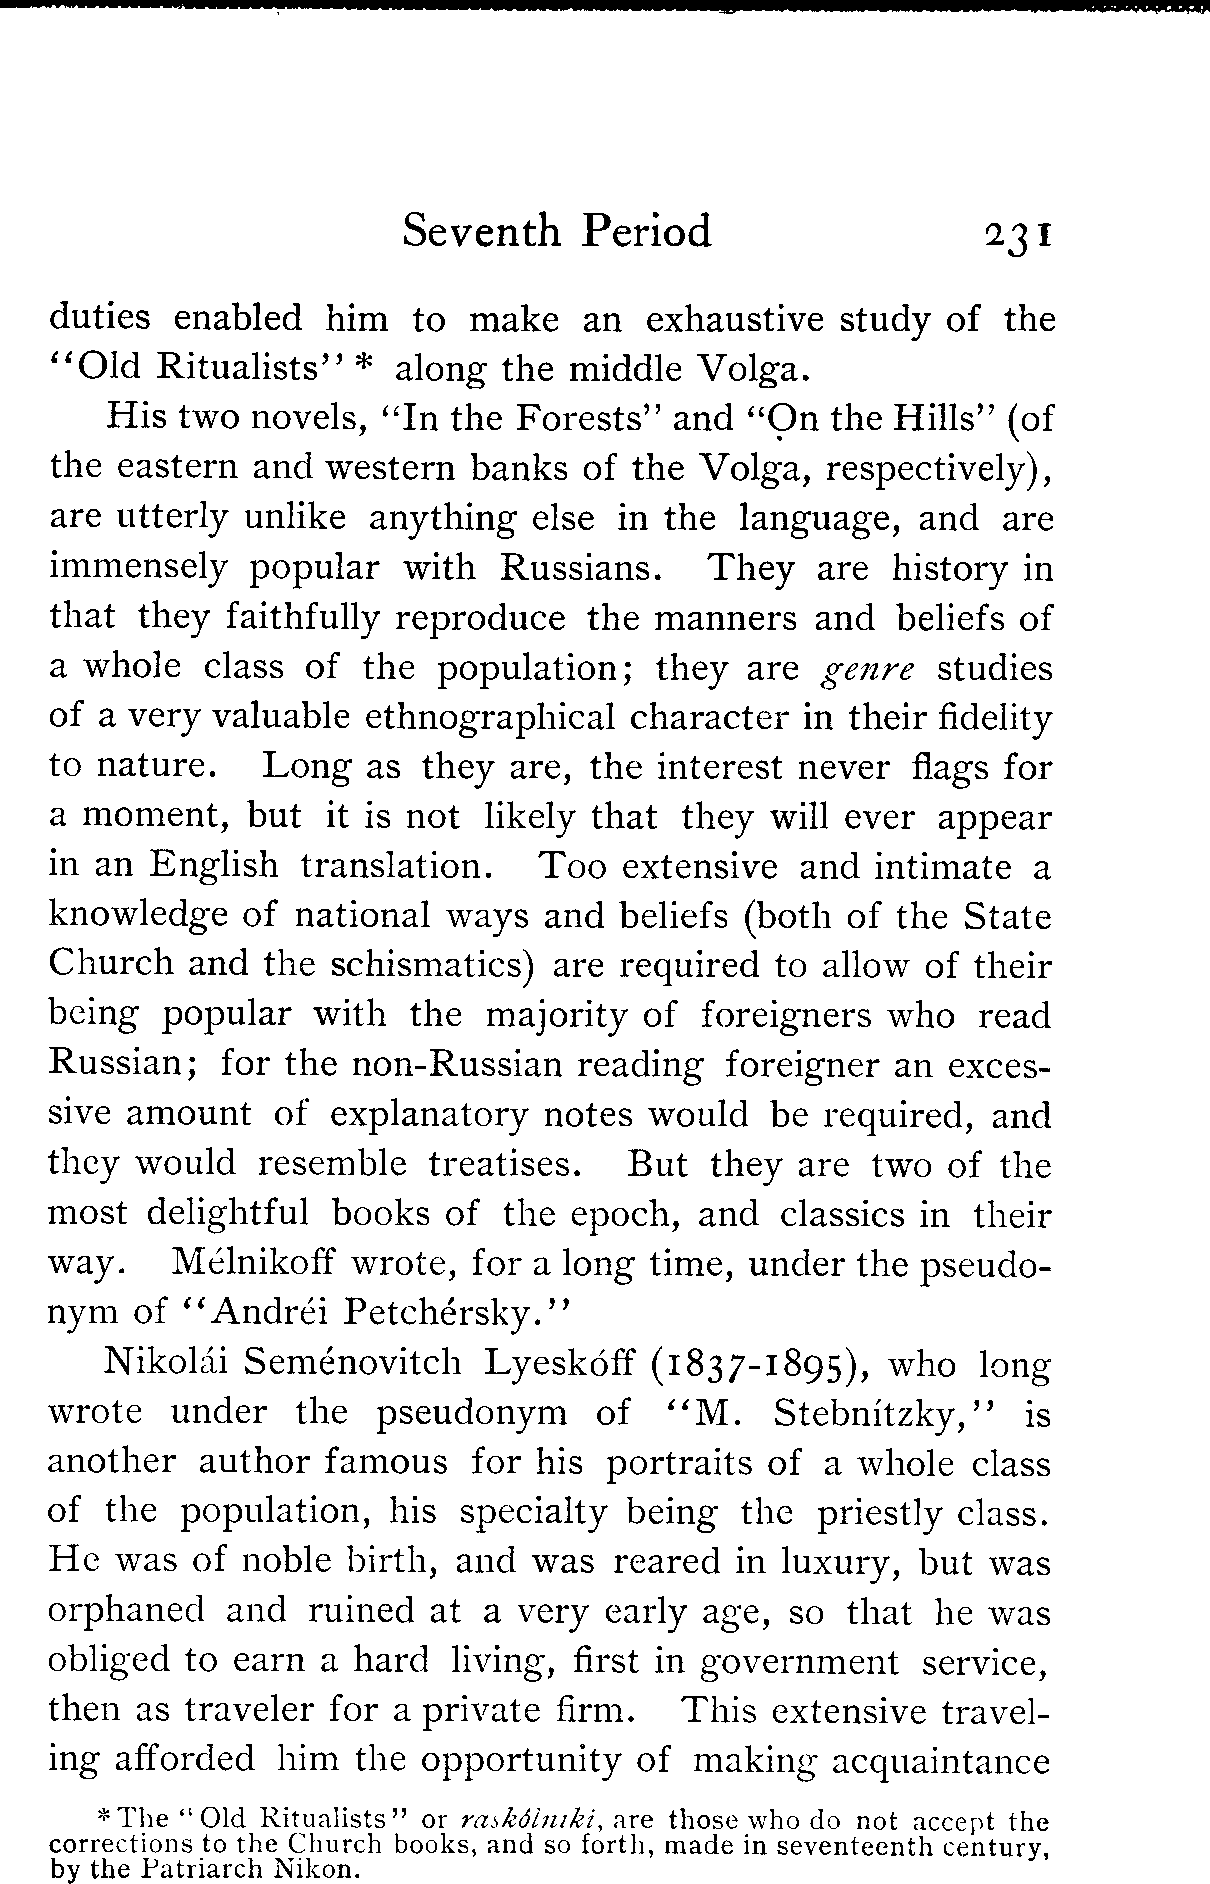 Seventh Period 231
duties enabled him to make an exhaustive study of the
“Old Ritualists” * along the middle Volga.
His two novels, “In the Forests” and “On the Hills” (of
the eastern and western banks of the Volga, respectively),
are utterly unlike anything else in the language, and are
immensely popular with Russians. They are history in
that they faithfully reproduce the manners and beliefs of
a whole class of the population; they are genre studies
of a very valuable ethnographical character in their fidelity
to nature. Long as they are, the interest never flags for
a moment, but it is not likely that they will ever appear
in an English translation. Too extensive and intimate a
knowledge of national ways and beliefs (both of the State
Church and the schismatics) are required to allow of their
being popular with the majority of foreigners who read
Russian; for the non-Russian reading foreigner an exces-
sive amount of explanatory notes would be required, and
they would resemble treatises. But they are two of the
most delightful books of the epoch, and classics in their
way. Mélnikoff wrote, for a long time, under the pseudo-
nym of “Andréi Petchérsky.”
Nikolái Seménovitch Lyeskóff (1837-1895), who long
wrote under the pseudonym of “M. Stebnítzky,” is
another author famous for his portraits of a whole class
of the population, his specialty being the priestly class.
He was of noble birth, and was reared in luxury, but was
orphaned and ruined at a very early age, so that he was
obliged to earn a hard living, first in government service,
then as traveler for a private firm. This extensive travel-
ing afforded him the opportunity of making acquaintance
* The “Old Ritualists” or raskólniki, are those who do not accept the
corrections to the Church books, and so forth, made in seventeenth century,
by the Patriarch Nikon.